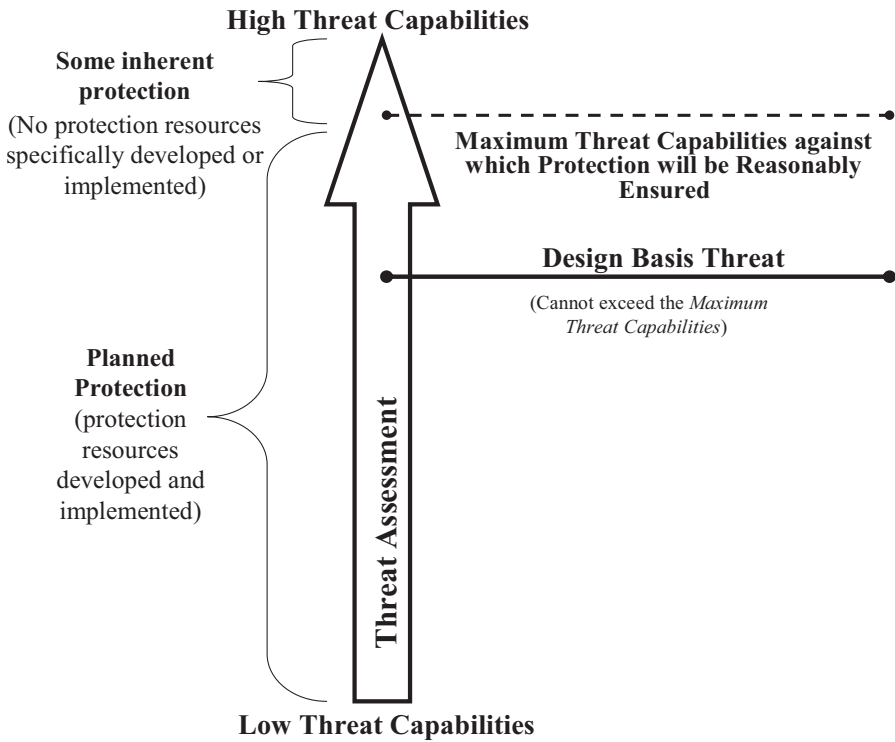 High Threat Capabilities
Some inherent
protection
(No protection resources
specifically developed or
implemented)
Maximum Threat Capabilities against
which Protection will be Reasonably
Ensured
Design Basis Threat
(Cannot exceed the Maximum
Threat Capabilities)
Planned
Protection
(protection
resources
developed and
implemented)
Threat Assessment
Low Threat Capabilities